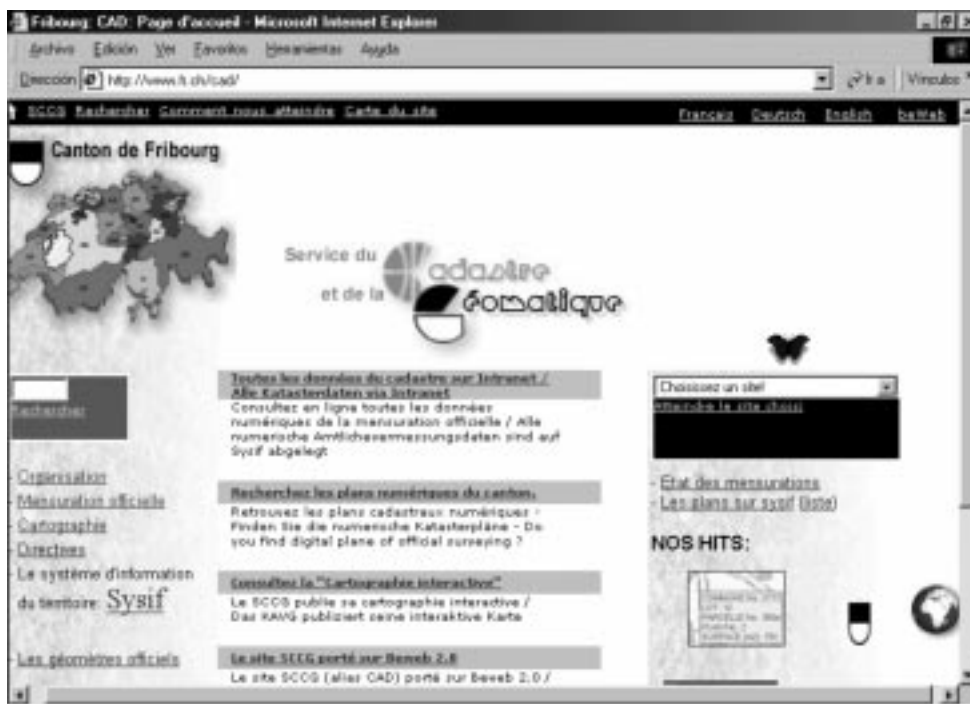 Fribourg: CAD: Page d'accueil - Microsoft Internet Explorer
Archivo Edición Ver Favoritos Herramientas Ayuda
Dirección http://www.fr.ch/cad/ Ir a Vínculos
SCCG Rechercher Comment nous atteindre Carte du site Français Deutsch English beWeb
Canton de Fribourg
Service du Cadastre
et de la Géomatique
Toutes les données du cadastre sur Intranet /
Alle Katasterdaten via Intranet
Consultez en ligne toutes les données
numériques de la mensuration officielle / Alle
numerische Amtlichevermessungsdaten sind auf
Sysif abgelegt
Recherchez les plans numériques du canton.
Retrouvez les plans cadastraux numériques -
Finden Sie die numerische Katasterpläne - Do
you find digital plane of official surveying ?
Consultez la "Cartographie interactive"
Le SCCG publie sa cartographie interactive /
Das KAVG publiziert seine interaktive Karte
Le site SCCG porté sur Beweb 2.0
Le site SCCG (alias CAD) porté sur Beweb 2.0 /
Rechercher
- Organisation
- Mensuration officielle
- Cartographie
- Directives
- Le système d'information
du territoire: Sysif
- Les géomètres officiels
Choisissez un site!
Atteindre le site choisi
- Etat des mensurations
- Les plans sur sysif (liste)
NOS HITS: